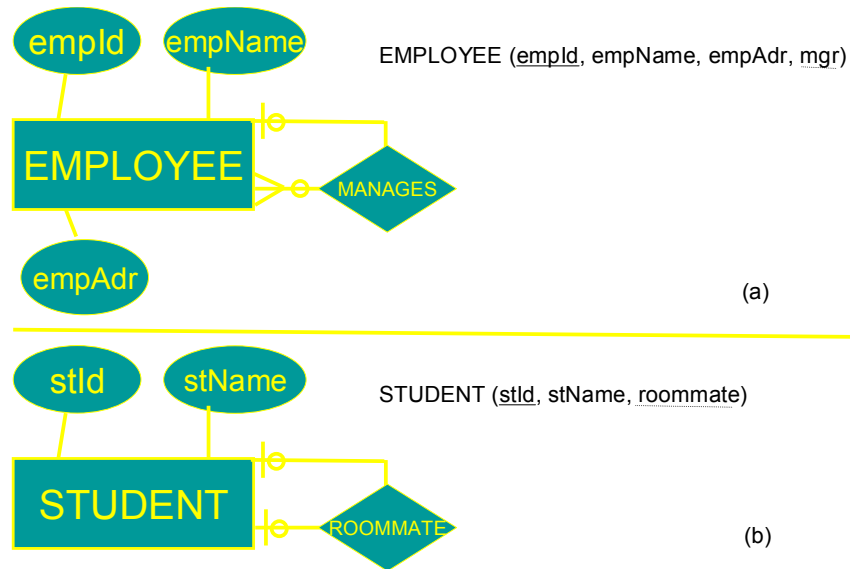 empId
empName
EMPLOYEE (empId, empName, empAdr, mgr)
EMPLOYEE
MANAGES
empAdr
(a)
stId
stName
STUDENT (stId, stName, roommate)
STUDENT
ROOMMATE
(b)